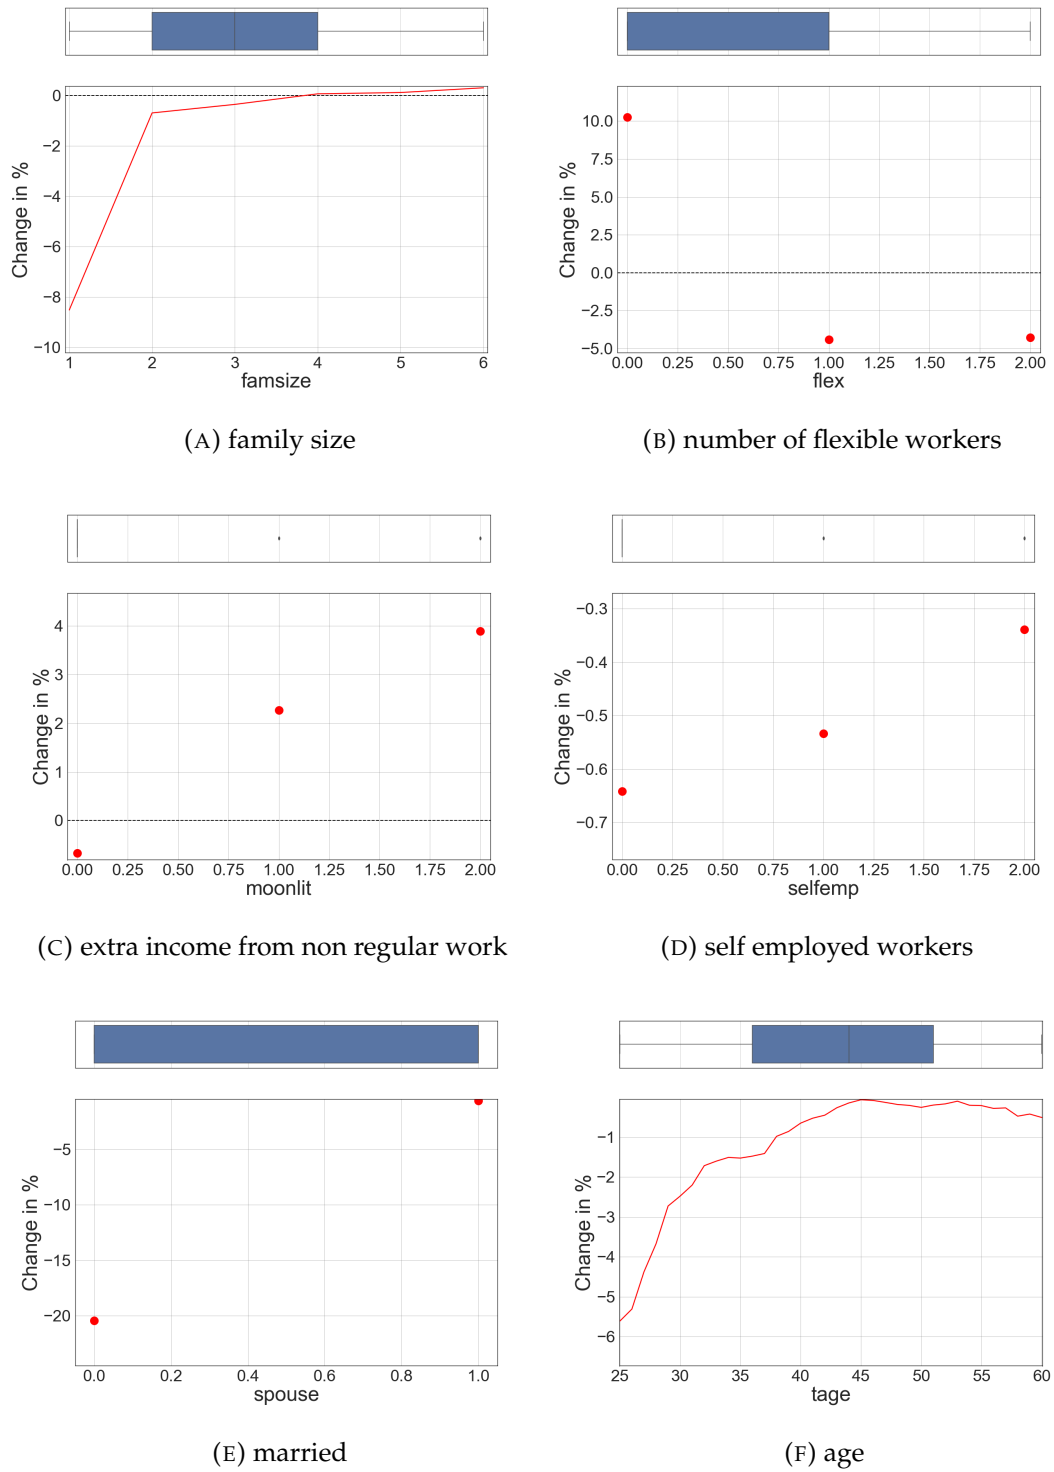 0
−2
−4
−6
−8
−10
Change in %
1 2 3 4 5 6
famsize
(A) family size
10.0
7.5
5.0
2.5
0.0
−2.5
−5.0
Change in %
0.00 0.25 0.50 0.75 1.00 1.25 1.50 1.75 2.00
flex
(B) number of flexible workers
4
3
2
1
0
Change in %
0.00 0.25 0.50 0.75 1.00 1.25 1.50 1.75 2.00
moonlit
(C) extra income from non regular work
−0.3
−0.4
−0.5
−0.6
−0.7
Change in %
0.00 0.25 0.50 0.75 1.00 1.25 1.50 1.75 2.00
selfemp
(D) self employed workers
−5
−10
−15
−20
Change in %
0.0 0.2 0.4 0.6 0.8 1.0
spouse
(E) married
−1
−2
−3
−4
−5
−6
Change in %
25 30 35 40 45 50 55 60
tage
(F) age